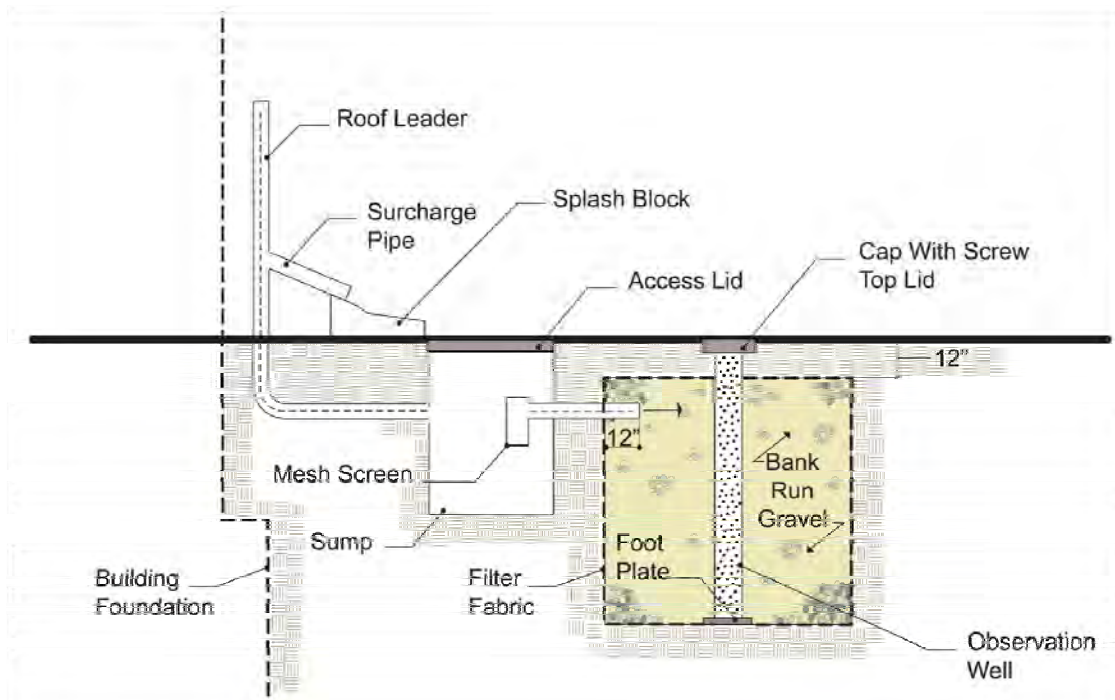 Roof Leader
Surcharge
Pipe
Splash Block
Cap With Screw
Top Lid
Access Lid
12"
12"
Mesh Screen
Bank
Run
Gravel
Sump
Foot
Plate
Building
Foundation
Filter
Fabric
Observation
Well